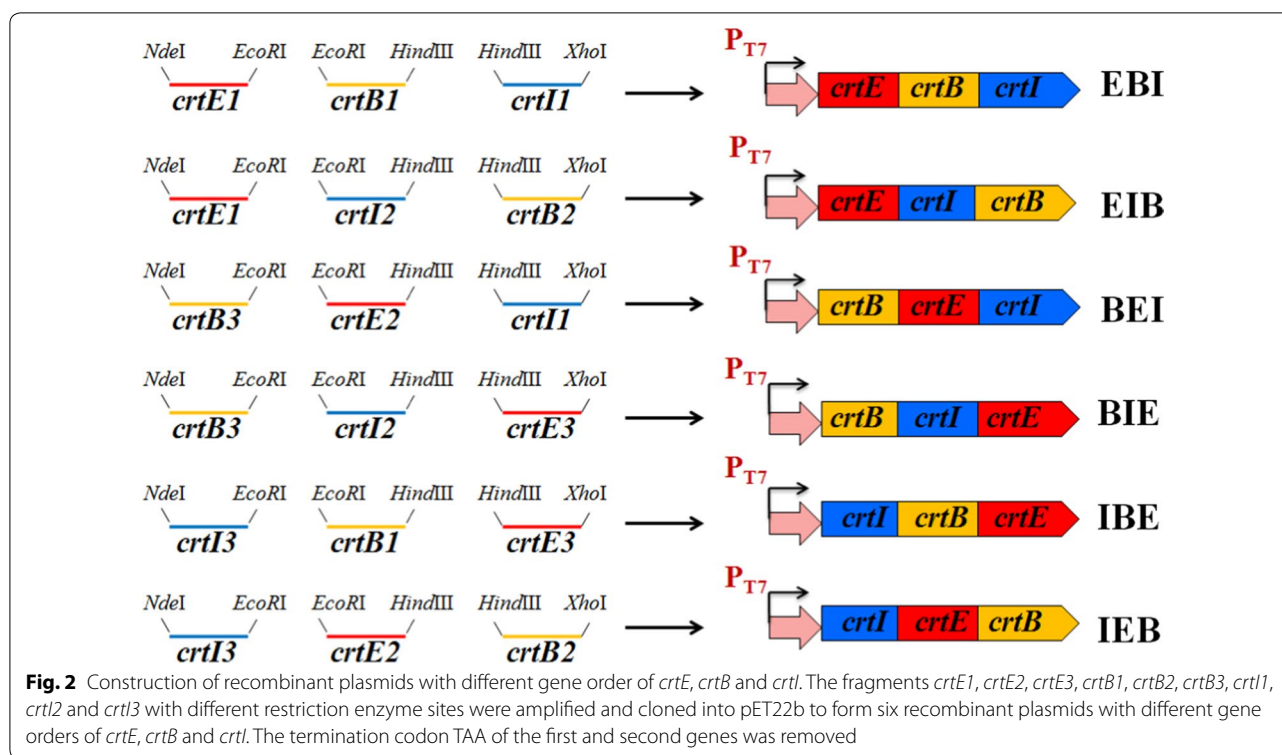 NdeI EcoRI EcoRI HindIII HindIII XhoI
crtE1 crtB1 crtI1
PT7
crtE crtB crtI
EBI
NdeI EcoRI EcoRI HindIII HindIII XhoI
crtE1 crtI2 crtB2
PT7
crtE crtI crtB
EIB
NdeI EcoRI EcoRI HindIII HindIII XhoI
crtB3 crtE2 crtI1
PT7
crtB crtE crtI
BEI
NdeI EcoRI EcoRI HindIII HindIII XhoI
crtB3 crtI2 crtE3
PT7
crtB crtI crtE
BIE
NdeI EcoRI EcoRI HindIII HindIII XhoI
crtI3 crtB1 crtE3
PT7
crtI crtB crtE
IBE
NdeI EcoRI EcoRI HindIII HindIII XhoI
crtI3 crtE2 crtB2
PT7
crtI crtE crtB
IEB
Fig. 2 Construction of recombinant plasmids with different gene order of crtE, crtB and crtI. The fragments crtE1, crtE2, crtE3, crtB1, crtB2, crtB3, crtI1,
crtI2 and crtI3 with different restriction enzyme sites were amplified and cloned into pET22b to form six recombinant plasmids with different gene
orders of crtE, crtB and crtI. The termination codon TAA of the first and second genes was removed